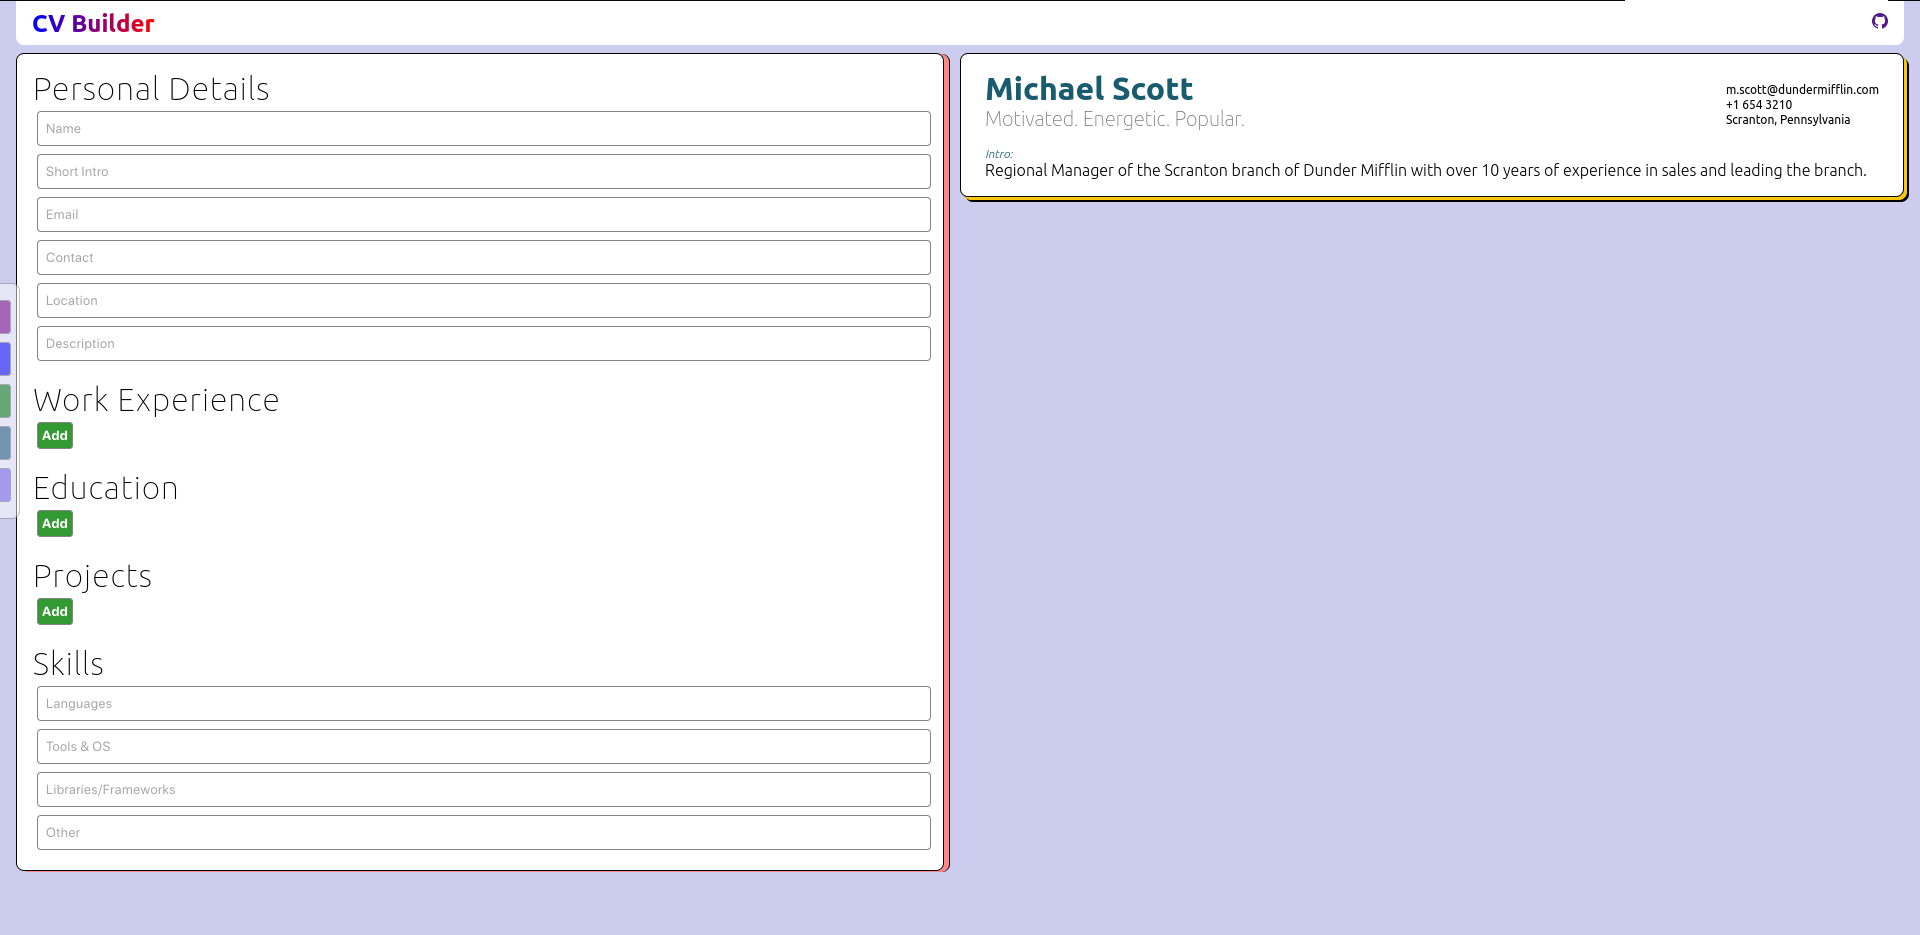 CV Builder
Personal Details
Name
Short Intro
Email
Contact
Location
Description
Work Experience
Add
Education
Add
Projects
Add
Skills
Languages
Tools & OS
Libraries/Frameworks
Other
Michael Scott
Motivated. Energetic. Popular.
m.scott@dundermifflin.com
+1 654 3210
Scranton, Pennsylvania
Intro:
Regional Manager of the Scranton branch of Dunder Mifflin with over 10 years of experience in sales and leading the branch.